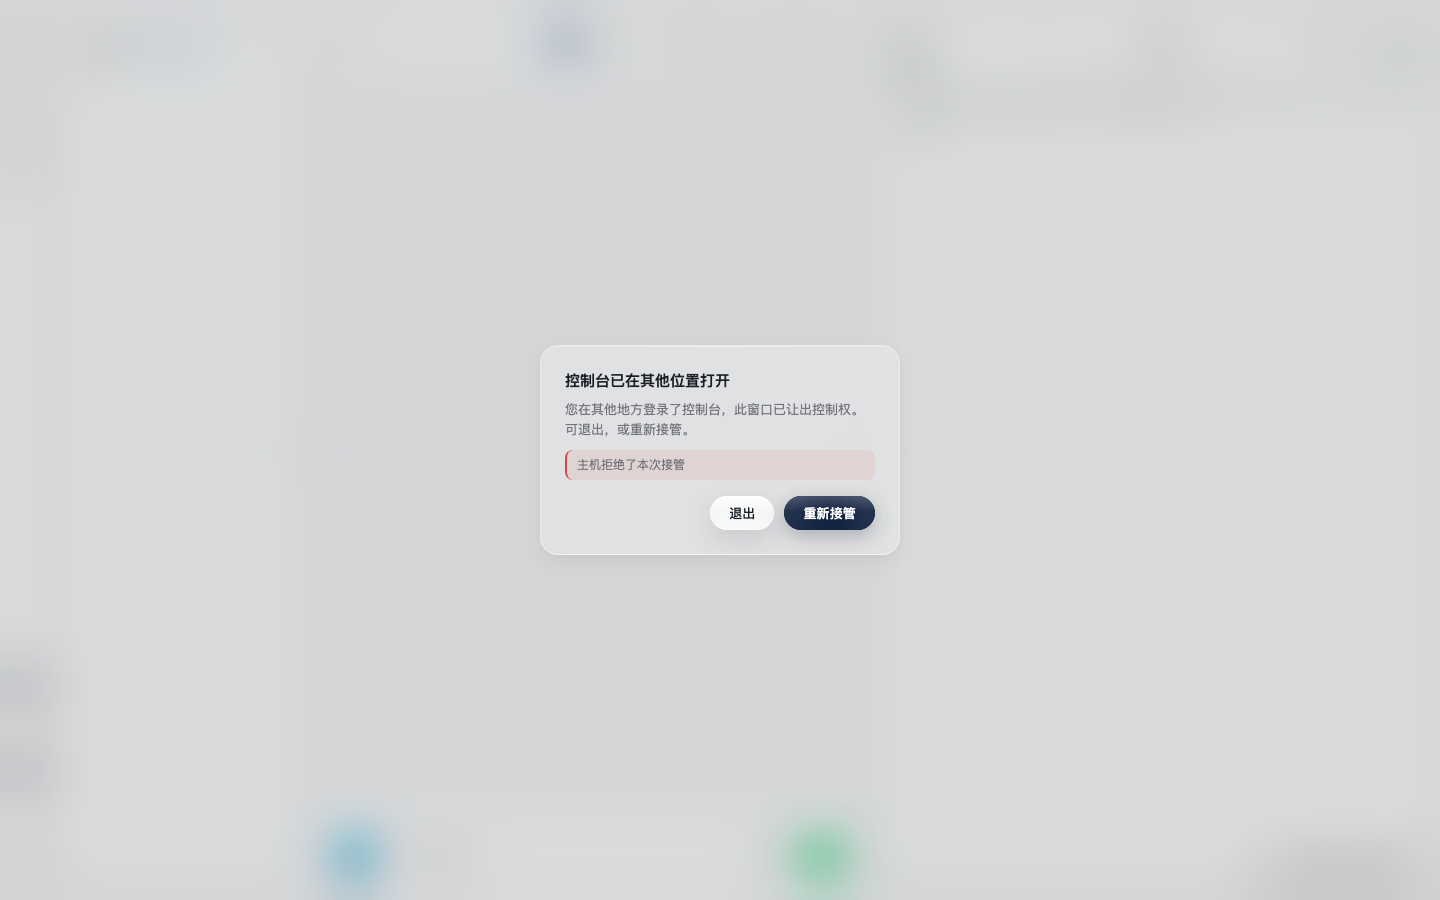 控制台已在其他位置打开
您在其他地方登录了控制台，此窗口已让出控制权。
可退出，或重新接管。
主机拒绝了本次接管
退出
重新接管